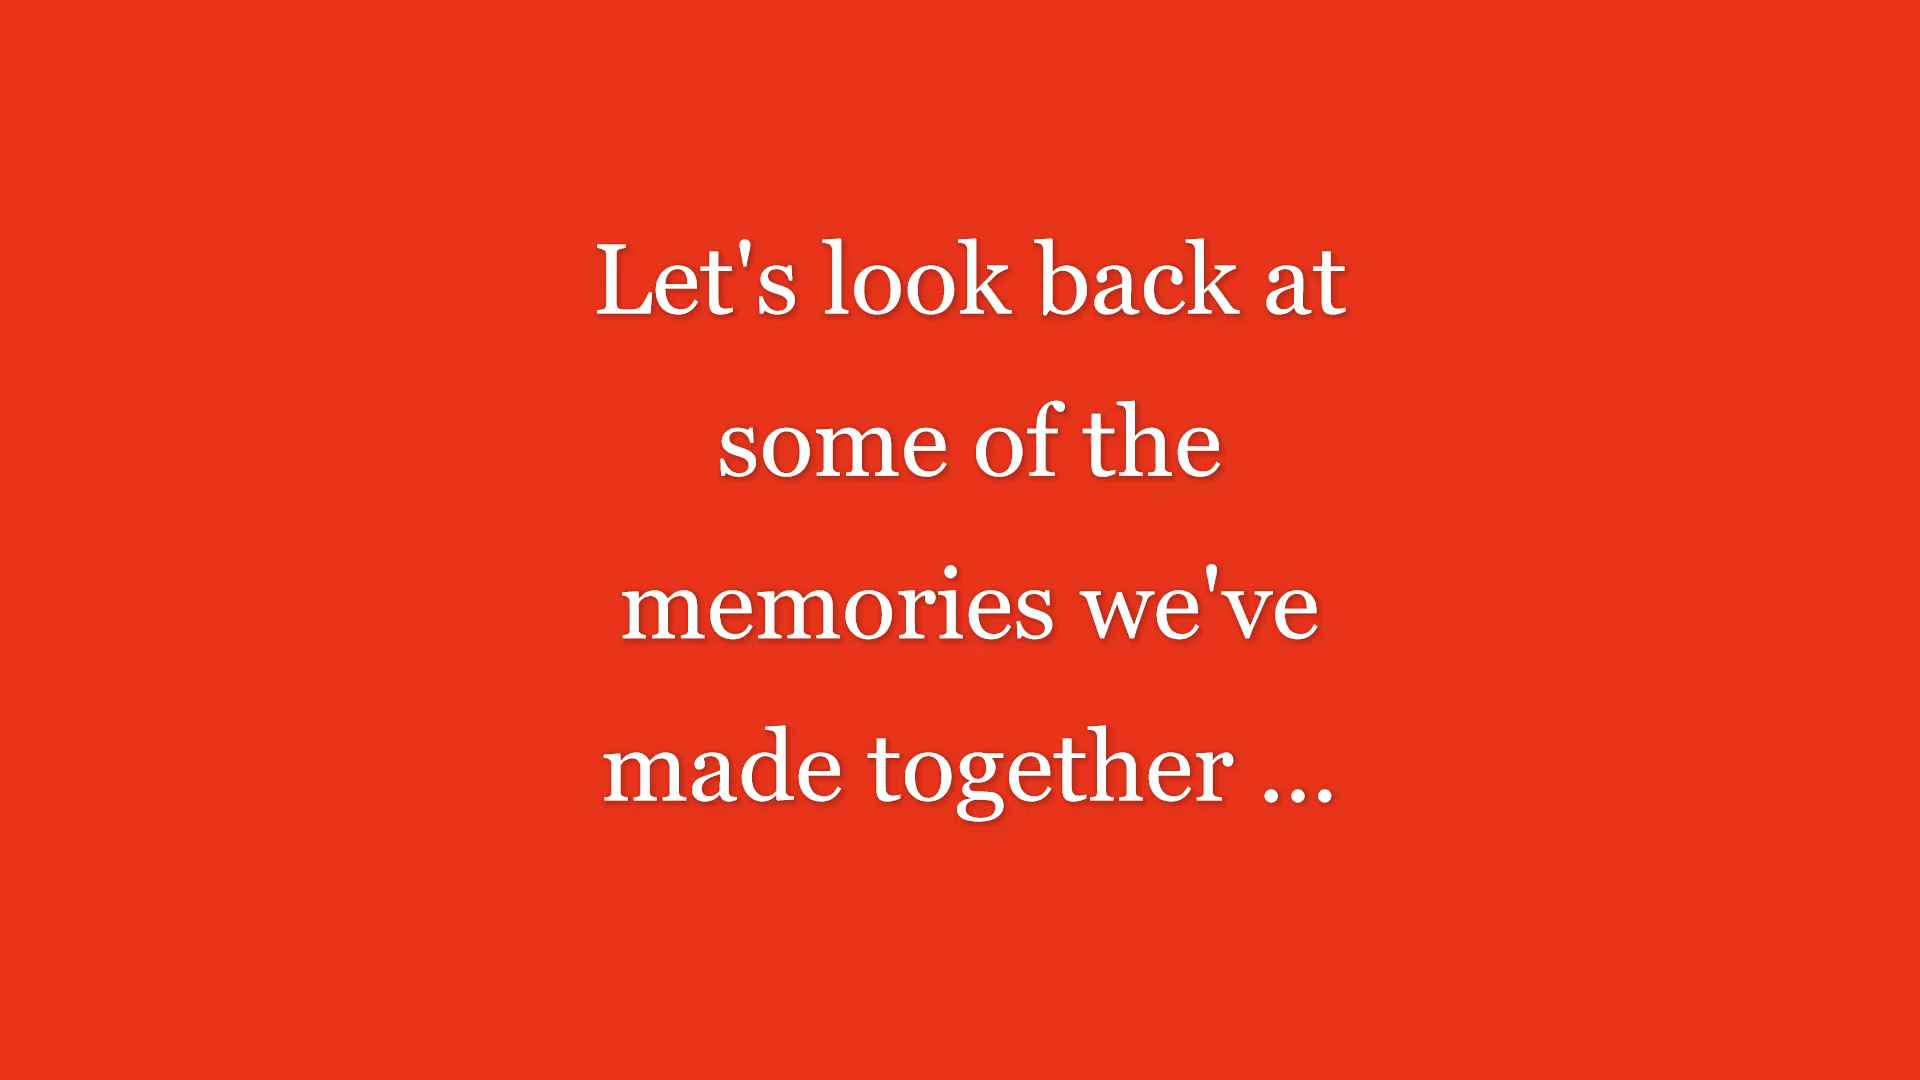 Let's look back at
some of the
memories we've
made together ...